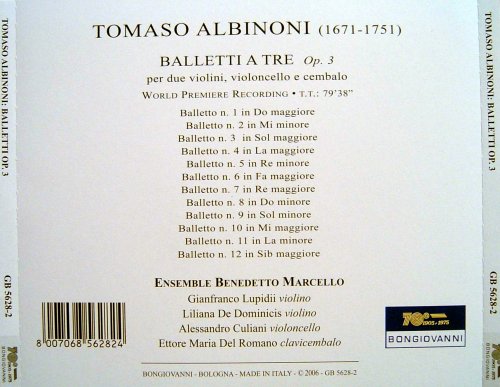 TOMASO ALBINONI (1671-1751)
BALLETTI A TRE Op. 3
per due violini, violoncello e cembalo
WORLD PREMIERE RECORDING • T.T.: 79'38"
Balletto n. 1 in Do maggiore
Balletto n. 2 in Mi minore
Balletto n. 3 in Sol maggiore
Balletto n. 4 in La maggiore
Balletto n. 5 in Re minore
Balletto n. 6 in Fa maggiore
Balletto n. 7 in Re maggiore
Balletto n. 8 in Do minore
Balletto n. 9 in Sol minore
Balletto n. 10 in Mi maggiore
Balletto n. 11 in La minore
Balletto n. 12 in Sib maggiore
ENSEMBLE BENEDETTO MARCELLO
Gianfranco Lupidii violino
Liliana De Dominicis violino
Alessandro Culiani violoncello
Ettore Maria Del Romano clavicembalo
8 007068 562824
70° 1905-1975
BONGIOVANNI
BONGIOVANNI - BOLOGNA - MADE IN ITALY - © 2006 - GB 5628-2
TOMASO ALBINONI: BALLETTI OP. 3
GB 5628-2
BONGIOVANNI
TOMASO ALBINONI: BALLETTI OP. 3
GB 5628-2
BONGIOVANNI